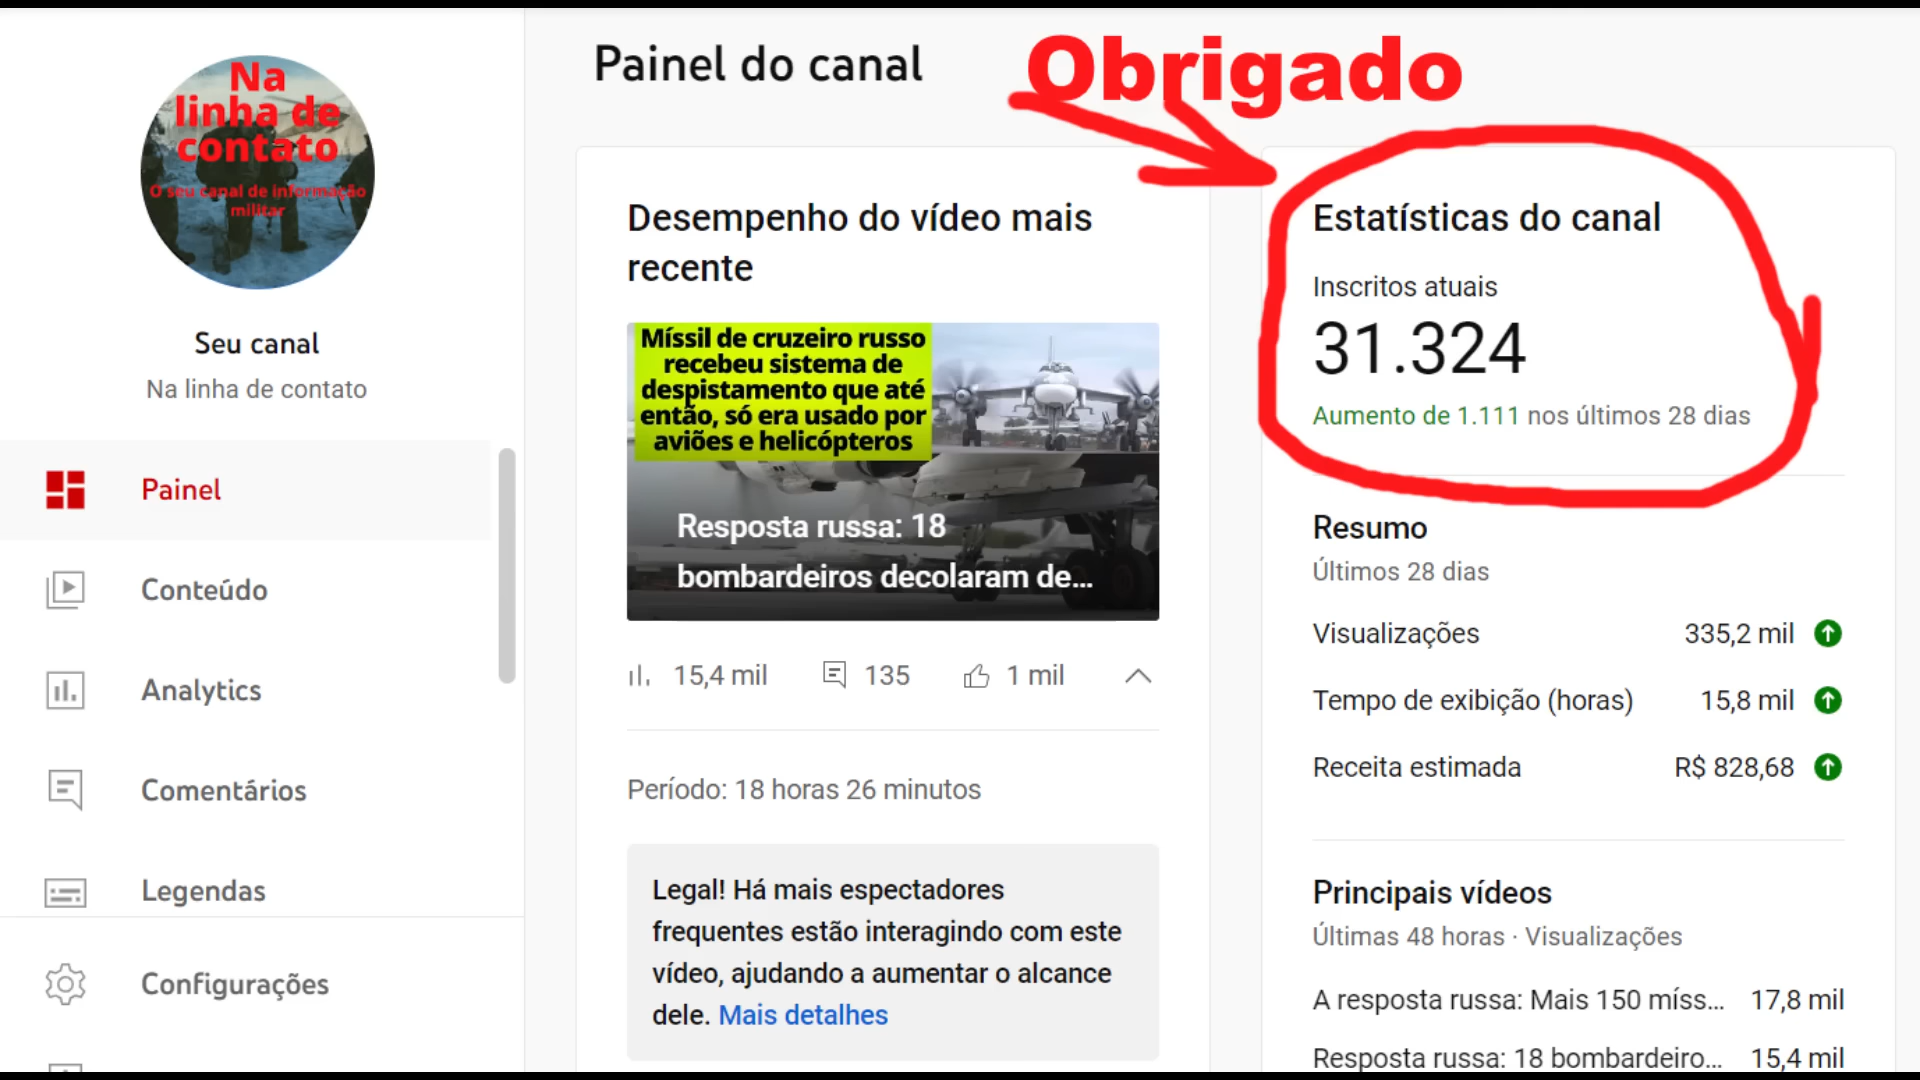 Na
linha de
contato
O seu canal de informação
militar
Seu canal
Na linha de contato
Painel
Conteúdo
Analytics
Comentários
Legendas
Configurações
Painel do canal
Obrigado
Desempenho do vídeo mais
recente
Míssil de cruzeiro russo
recebeu sistema de
despistamento que até
então, só era usado por
aviões e helicópteros
Resposta russa: 18
bombardeiros decolaram de...
15,4 mil 135 1 mil
Período: 18 horas 26 minutos
Legal! Há mais espectadores
frequentes estão interagindo com este
vídeo, ajudando a aumentar o alcance
dele. Mais detalhes
Estatísticas do canal
Inscritos atuais
31.324
Aumento de 1.111 nos últimos 28 dias
Resumo
Últimos 28 dias
Visualizações 335,2 mil
Tempo de exibição (horas) 15,8 mil
Receita estimada R$ 828,68
Principais vídeos
Últimas 48 horas · Visualizações
A resposta russa: Mais 150 míss... 17,8 mil
Resposta russa: 18 bombardeiro... 15,4 mil